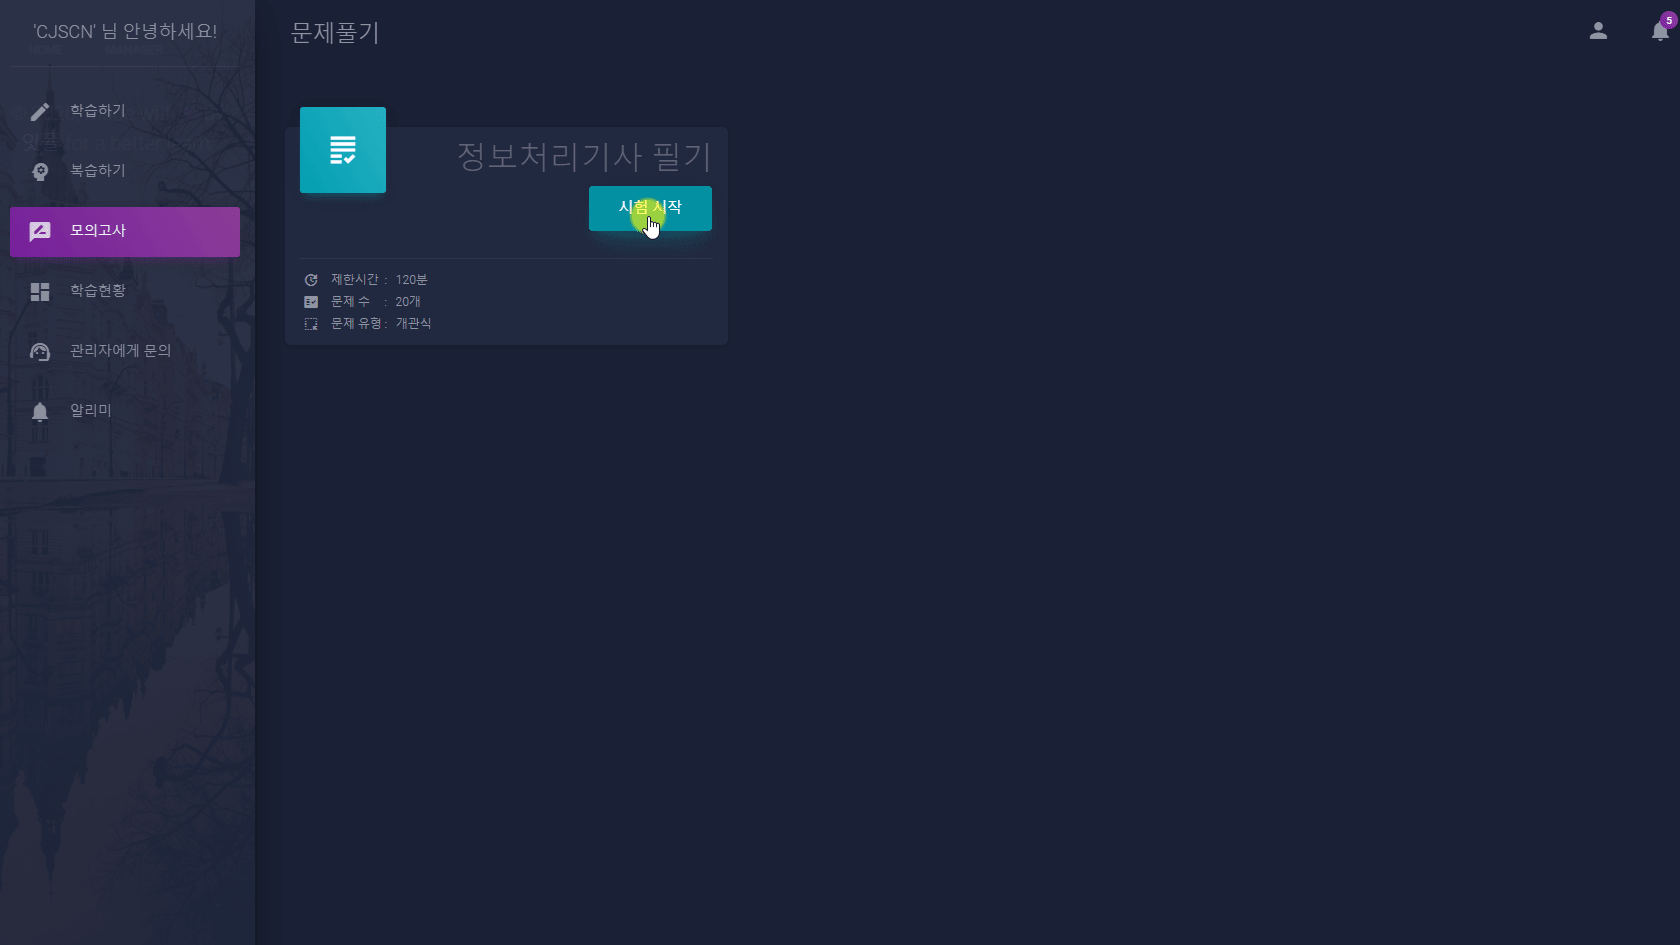 'CJSCN' 님 안녕하세요!
문제풀기
5
학습하기
복습하기
모의고사
학습현황
관리자에게 문의
알리미
정보처리기사 필기
시험 시작
제한시간 : 120분
문제 수 : 20개
문제 유형 : 객관식